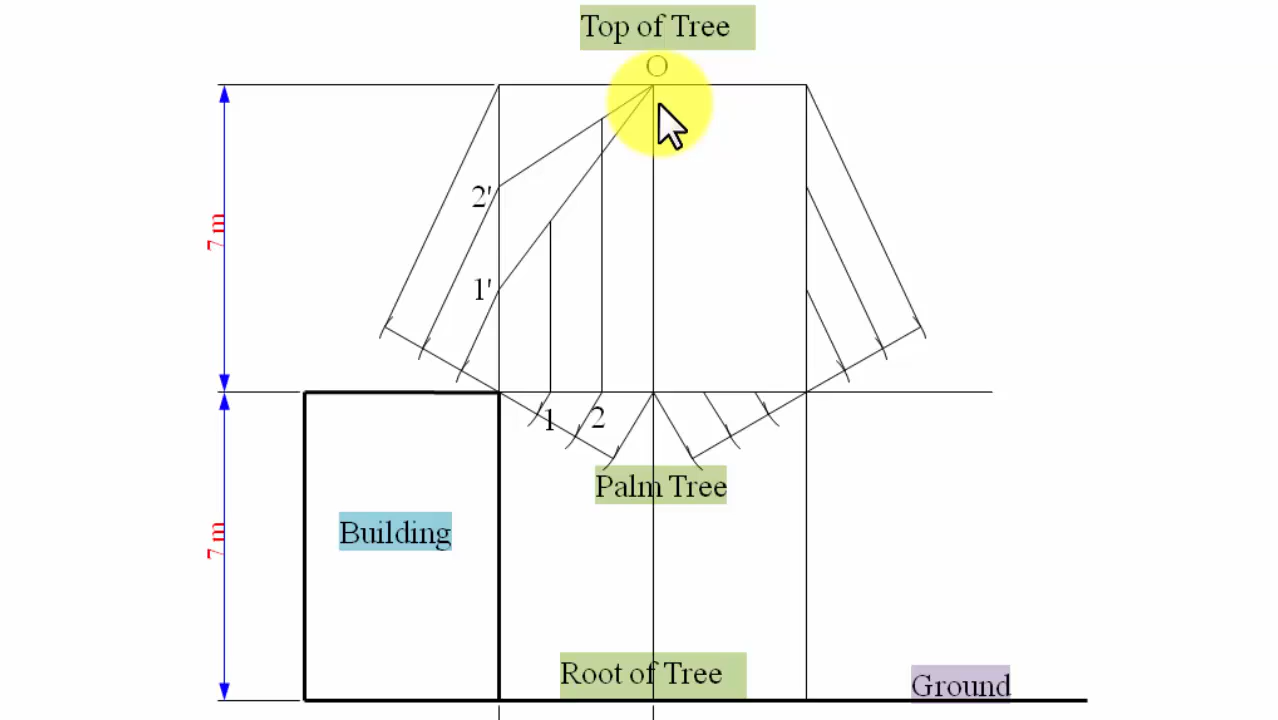 Top of Tree
O
2'
7 m
1'
1
2
Palm Tree
Building
7 m
Root of Tree
Ground